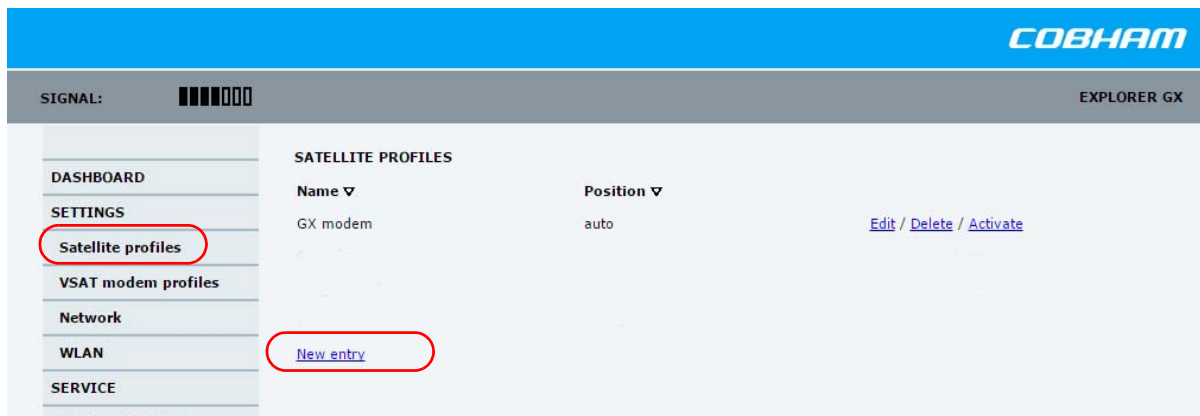 COBHAM
SIGNAL:
EXPLORER GX
DASHBOARD
SETTINGS
Satellite profiles
VSAT modem profiles
Network
WLAN
SERVICE
SATELLITE PROFILES
Name ▽ Position ▽
GX modem auto Edit / Delete / Activate
New entry